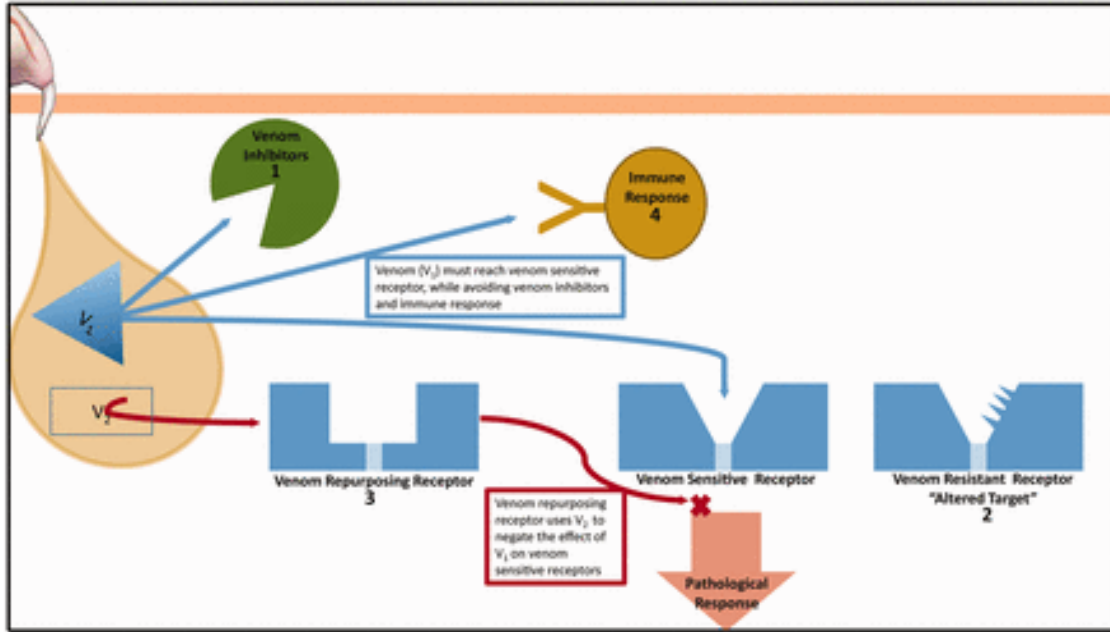 Venom
Inhibitors
1
Immune
Response
4
Venom (V₁) must reach venom sensitive
receptor, while avoiding venom inhibitors
and immune response
V₂
Venom Repurposing Receptor
3
Venom Sensitive Receptor
Venom Resistant Receptor
"Altered Target"
2
Venom repurposing
receptor uses V₂ to
negate the effect of
V₁ on venom
sensitive receptors
Pathological
Response